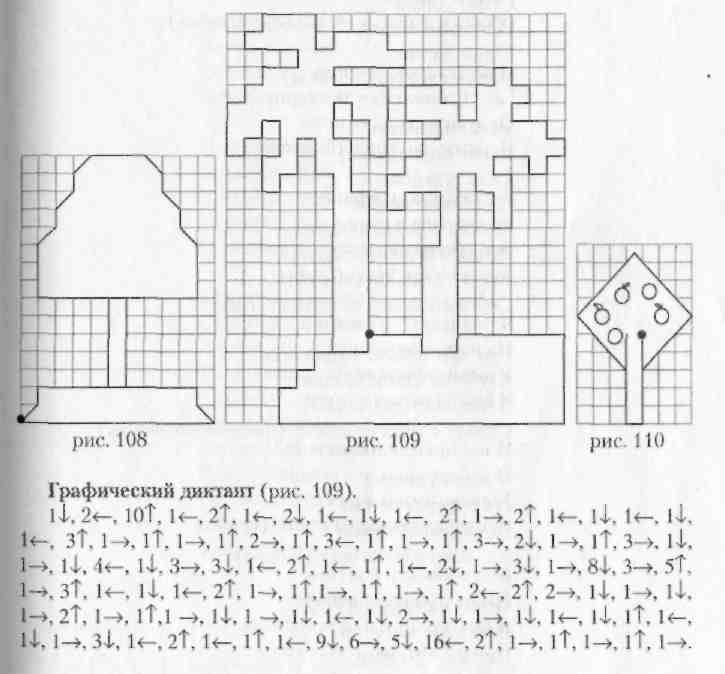 рис. 108
рис. 109
рис. 110
Графический диктант (рис. 109).
1↓, 2←, 10↑, 1←, 2↑, 1←, 2↓, 1←, 1↓, 1←, 2↑, 1→, 2↑, 1←, 1↓, 1←, 1↓,
1←, 3↑, 1→, 1↑, 1→, 1↑, 2→, 1↑, 3←, 1↑, 1→, 1↑, 3→, 2↓, 1→, 1↑, 3→, 1↓,
1→, 1↓, 4←, 1↓, 3→, 3↓, 1←, 2↑, 1←, 1↑, 1←, 2↓, 1→, 3↓, 1→, 8↓, 3→, 5↑,
1→, 3↑, 1←, 1↓, 1←, 2↑, 1→, 1↑, 1→, 1↑, 1→, 1↑, 2←, 2↑, 2→, 1↓, 1→, 1↓,
1→, 2↑, 1→, 1↑, 1→, 1↓, 1→, 1↓, 1←, 1↓, 2→, 1↓, 1→, 1↓, 1←, 1↓, 1↑, 1←,
1↓, 1→, 3↓, 1←, 2↑, 1←, 1↑, 1←, 9↓, 6→, 5↓, 16←, 2↑, 1→, 1↑, 1→, 1↑, 1→.